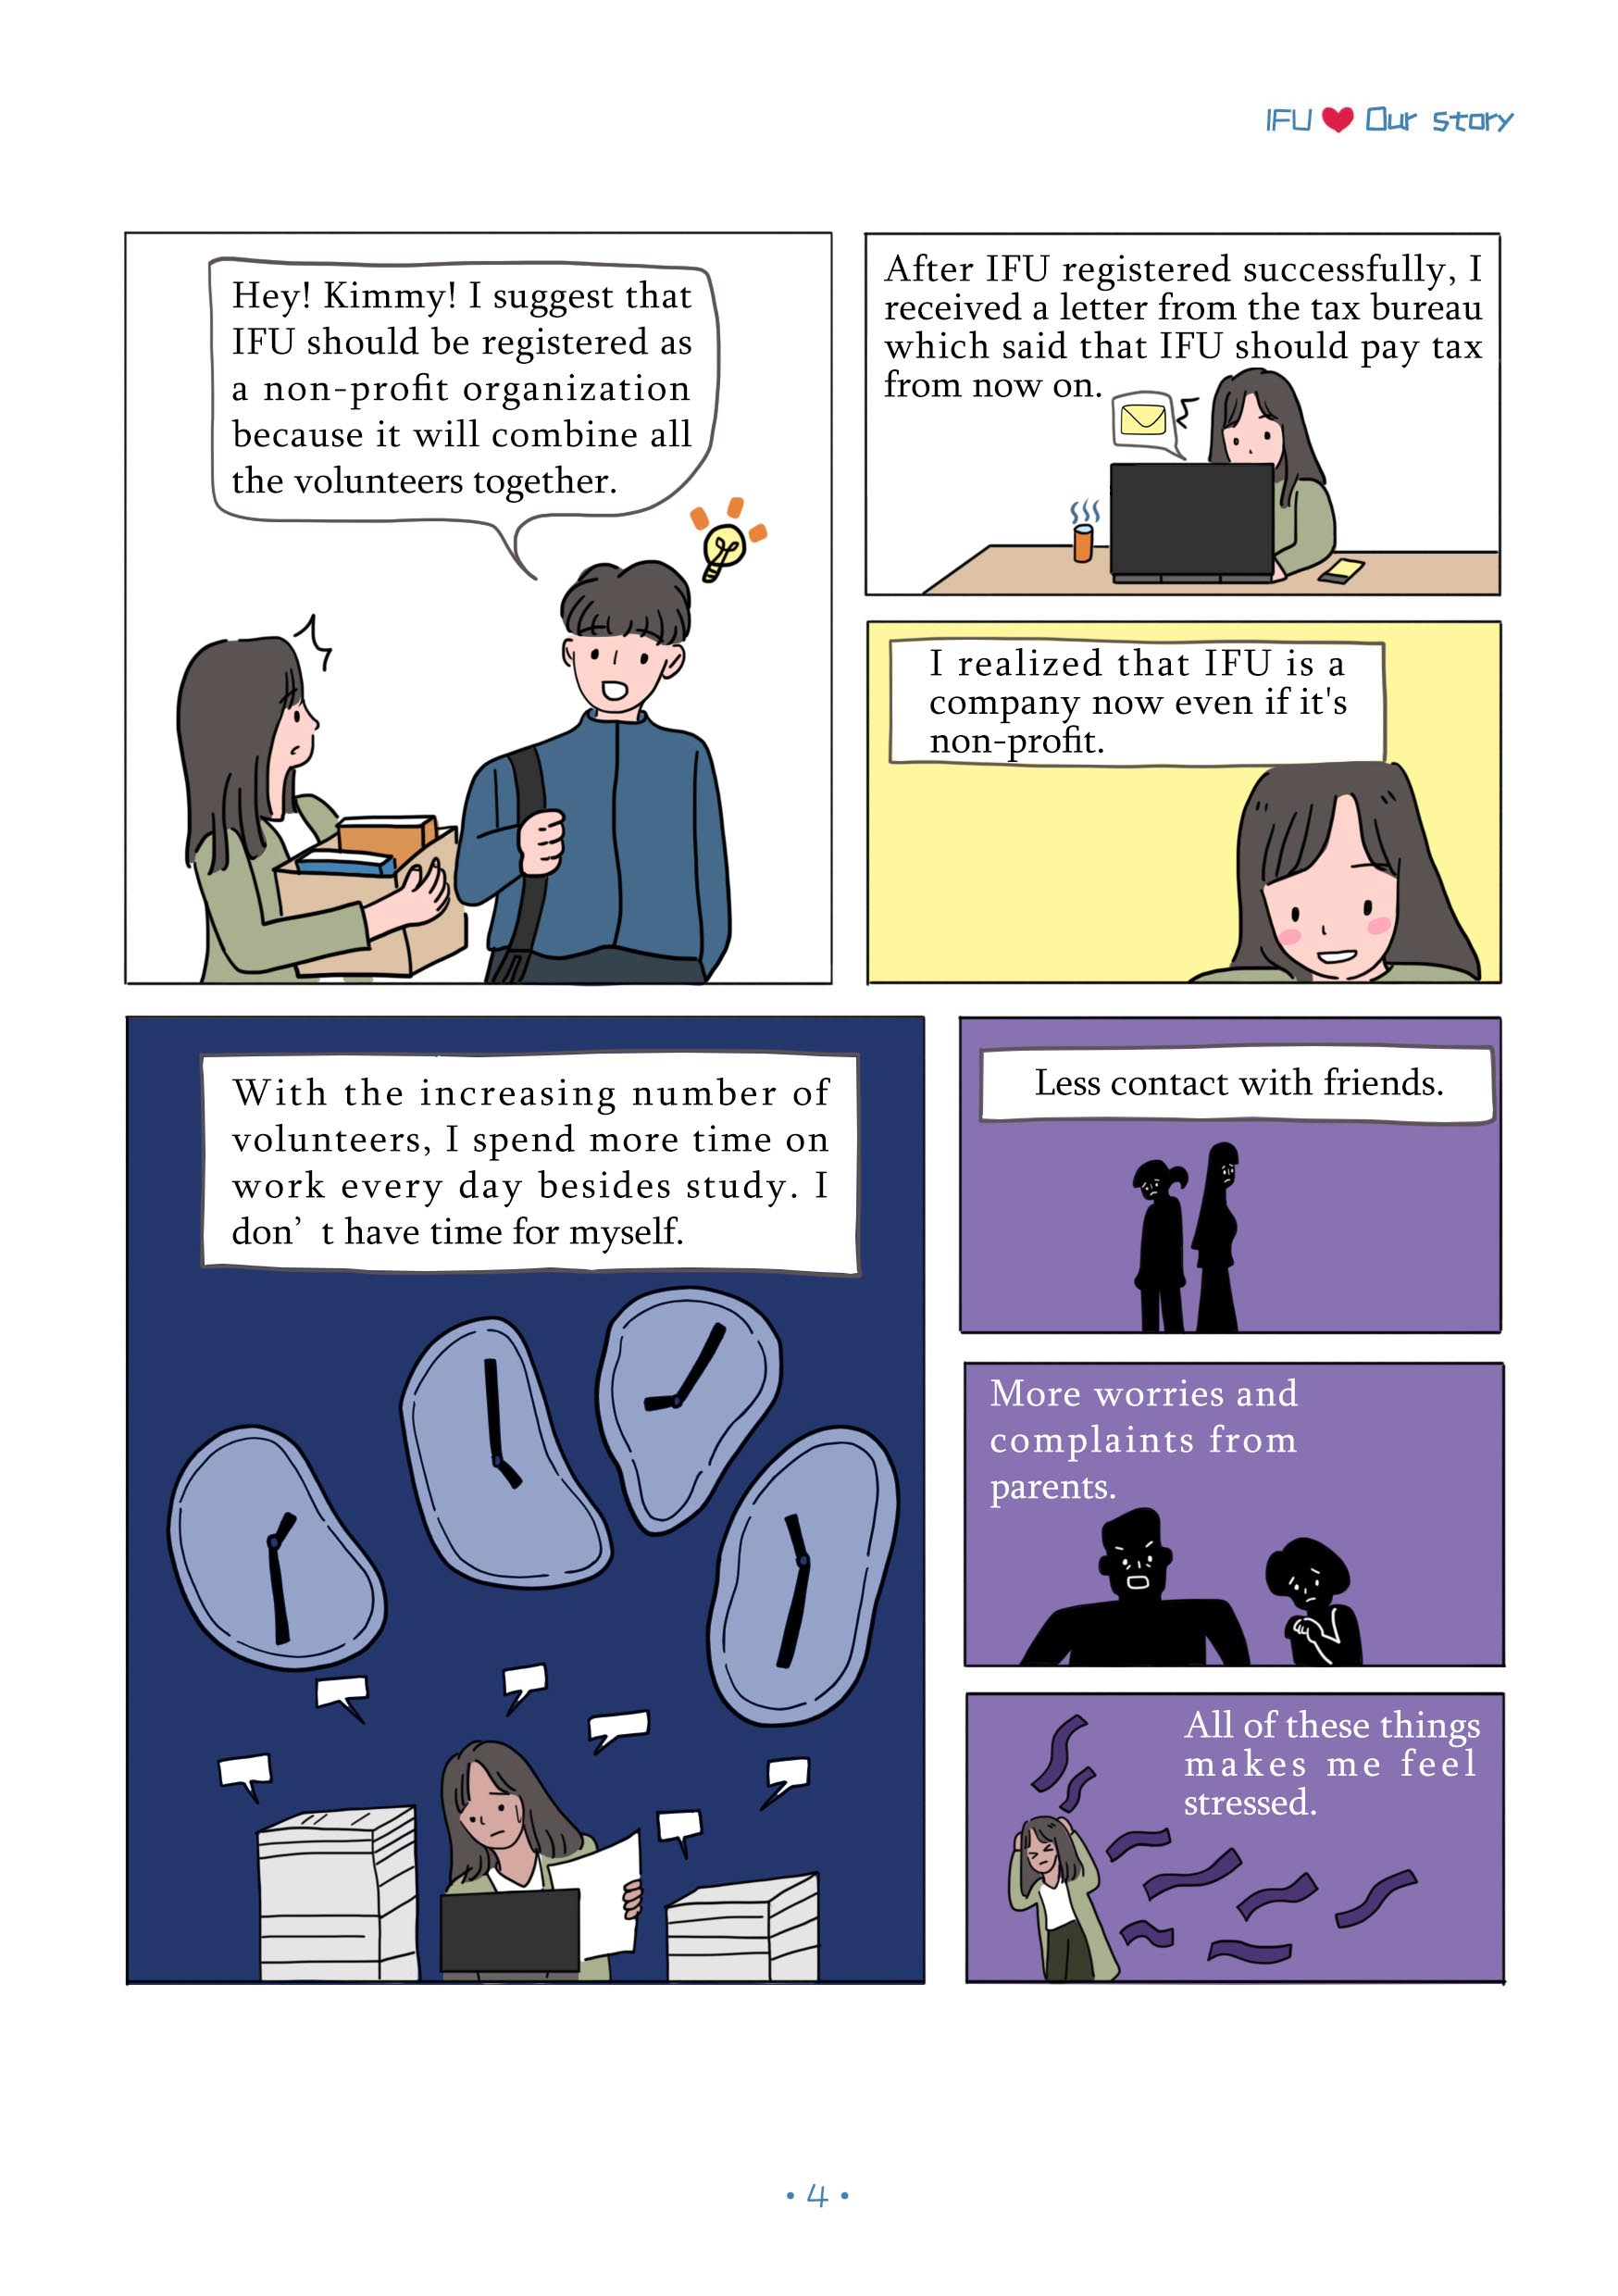 IFU ❤ Our story
Hey! Kimmy! I suggest that
IFU should be registered as
a non-profit organization
because it will combine all
the volunteers together.
After IFU registered successfully, I
received a letter from the tax bureau
which said that IFU should pay tax
from now on.
I realized that IFU is a
company now even if it's
non-profit.
With the increasing number of
volunteers, I spend more time on
work every day besides study. I
don’ t have time for myself.
Less contact with friends.
More worries and
complaints from
parents.
All of these things
makes me feel
stressed.
• 4 •